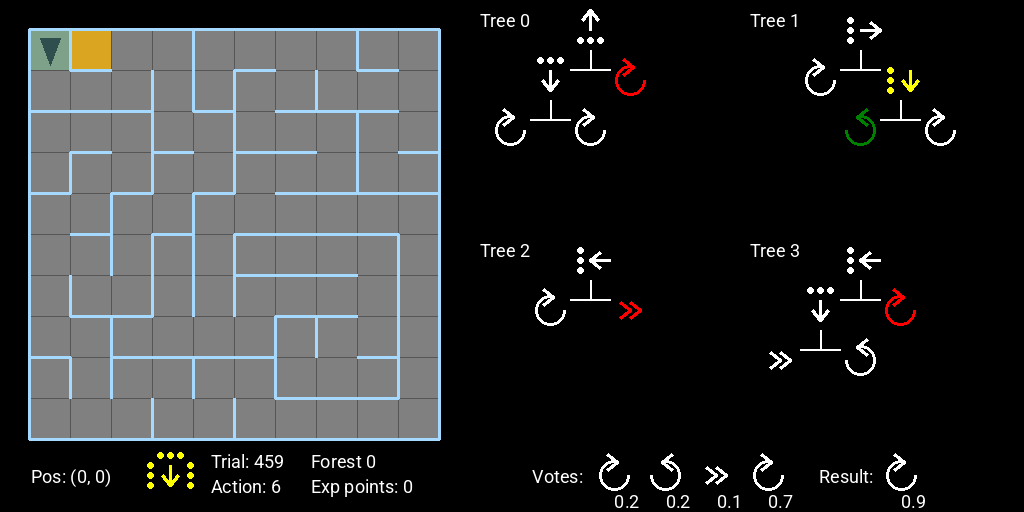 Tree 0
Tree 1
Tree 2
Tree 3
Pos: (0, 0)
Trial: 459
Action: 6
Forest 0
Exp points: 0
Votes:
0.2
0.2
0.1
0.7
Result:
0.9